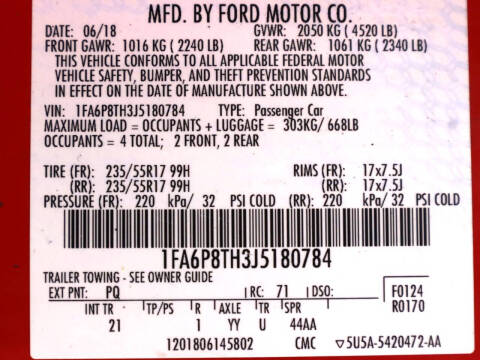 MFD. BY FORD MOTOR CO.
DATE: 06/18 GVWR: 2050 KG ( 4520 LB)
FRONT GAWR: 1016 KG ( 2240 LB) REAR GAWR: 1061 KG ( 2340 LB)
THIS VEHICLE CONFORMS TO ALL APPLICABLE FEDERAL MOTOR
VEHICLE SAFETY, BUMPER, AND THEFT PREVENTION STANDARDS
IN EFFECT ON THE DATE OF MANUFACTURE SHOWN ABOVE.
VIN: 1FA6P8TH3J5180784 TYPE: Passenger Car
MAXIMUM LOAD = OCCUPANTS + LUGGAGE = 303KG/ 668LB
OCCUPANTS = 4 TOTAL; 2 FRONT, 2 REAR
TIRE (FR): 235/55R17 99H RIMS (FR): 17x7.5J
(RR): 235/55R17 99H (RR): 17x7.5J
PRESSURE (FR): 220 kPa/ 32 PSI COLD (RR): 220 kPa/ 32 PSI COLD
1FA6P8TH3J5180784
TRAILER TOWING - SEE OWNER GUIDE
EXT PNT: PQ RC: 71 DSO: F0124
R0170
INT TR TP/PS R AXLE TR SPR
21 1 YY U 44AA
1201806145802 CMC ▽5U5A-5420472-AA